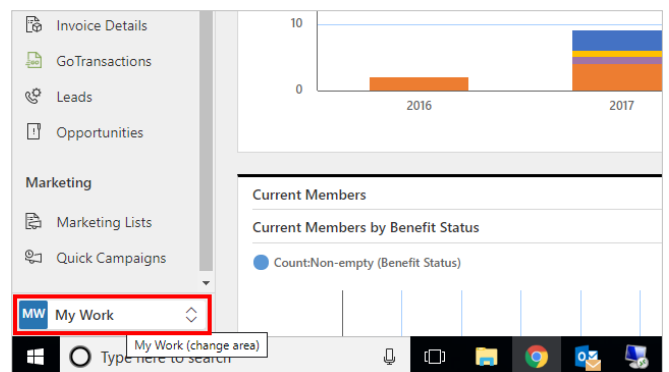 Invoice Details
GoTransactions
Leads
Opportunities
Marketing
Marketing Lists
Quick Campaigns
MW My Work
My Work (change area)
Type here to search
10
0
2016 2017
Current Members
Current Members by Benefit Status
Count:Non-empty (Benefit Status)